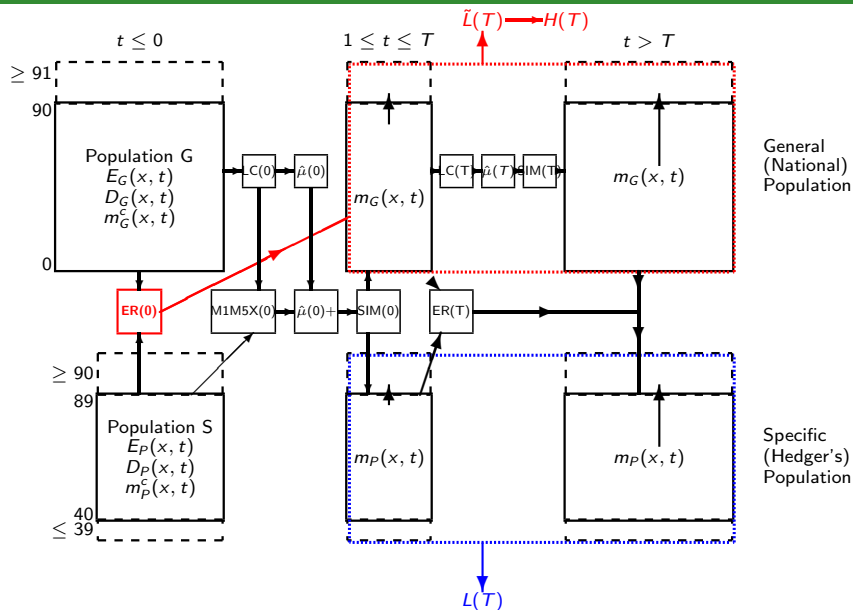 L̃(T) → H(T)
t ≤ 0
1 ≤ t ≤ T
t > T
≥ 91
90
0
Population G
E_G(x, t)
D_G(x, t)
m^c_G(x, t)
LC(0)
μ̂(0)
m_G(x, t)
LC(T)
μ̂(T)
SIM(T)
m_G(x, t)
General
(National)
Population
ER(0)
M1M5X(0)
μ̂(0)+
SIM(0)
ER(T)
≥ 90
89
40
≤ 39
Population S
E_P(x, t)
D_P(x, t)
m^c_P(x, t)
m_P(x, t)
m_P(x, t)
Specific
(Hedger's)
Population
L(T)